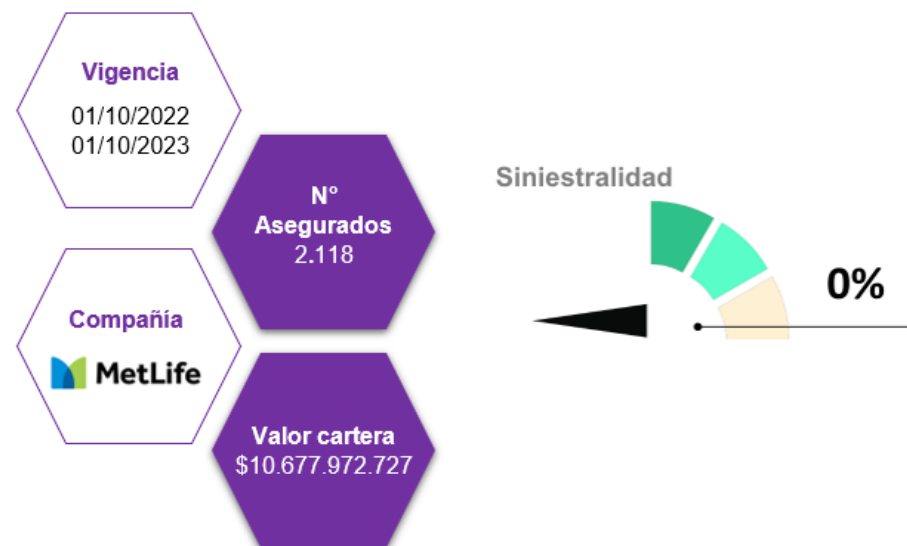 Vigencia
01/10/2022
01/10/2023
N°
Asegurados
2.118
Compañía
MetLife
Valor cartera
$10.677.972.727
Siniestralidad
0%